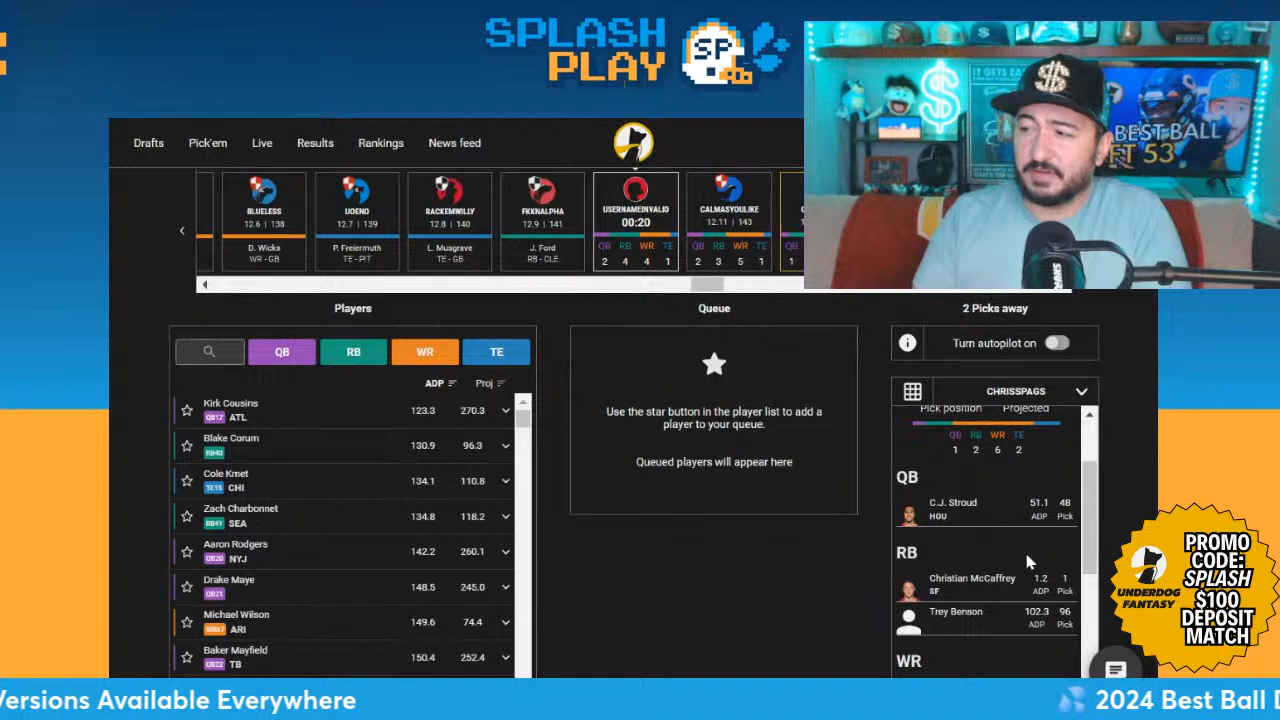 SPLASH
PLAY
SP
IT GETS
BEST BALL
FT 53
Drafts Pick'em Live Results Rankings News feed
BLUELESS
12.6 | 138
D. Wicks
WR - GB
UOENO
12.7 | 139
P. Freiermuth
TE - PIT
RACKEMWILLY
12.8 | 140
L. Musgrave
TE - GB
FKKNALPHA
12.9 | 141
J. Ford
RB - CLE
USERNAMEINVALID
00:20
QB RB WR TE
2 4 4 1
CALMASYOULIKE
12.11 | 143
QB RB WR TE
2 3 5 1
QB
1
Players
Queue
2 Picks away
QB RB WR TE
ADP Proj
Kirk Cousins
QB17 ATL 123.3 270.3
Blake Corum
RB40 130.9 96.3
Cole Kmet
TE15 CHI 134.1 110.8
Zach Charbonnet
RB41 SEA 134.8 118.2
Aaron Rodgers
QB20 NYJ 142.2 260.1
Drake Maye
QB21 148.5 245.0
Michael Wilson
WR67 ARI 149.6 74.4
Baker Mayfield
QB22 TB 150.4 252.4
Use the star button in the player list to add a
player to your queue.
Queued players will appear here
Turn autopilot on
CHRISSPAGS
Pick position Projected
QB RB WR TE
1 2 6 2
QB
C.J. Stroud 51.1 48
HOU ADP Pick
RB
Christian McCaffrey 1.2 1
SF ADP Pick
Trey Benson 102.3 96
ADP Pick
WR
UNDERDOG
FANTASY
PROMO
CODE:
SPLASH
$100
DEPOSIT
MATCH
Versions Available Everywhere
2024 Best Ball D